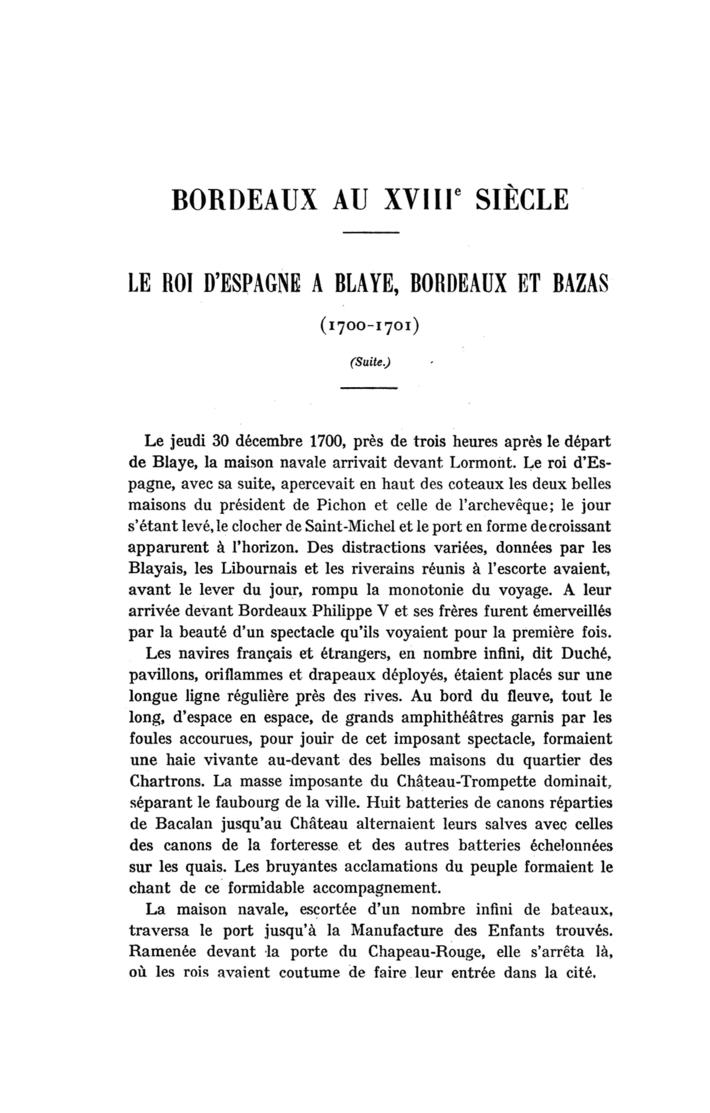 BORDEAUX AU XVIIIe SIÈCLE
LE ROI D'ESPAGNE A BLAYE, BORDEAUX ET BAZAS
(1700-1701)
(Suite.)
Le jeudi 30 décembre 1700, près de trois heures après le départ
de Blaye, la maison navale arrivait devant Lormont. Le roi d'Es-
pagne, avec sa suite, apercevait en haut des coteaux les deux belles
maisons du président de Pichon et celle de l'archevêque; le jour
s'étant levé, le clocher de Saint-Michel et le port en forme de croissant
apparurent à l'horizon. Des distractions variées, données par les
Blayais, les Libournais et les riverains réunis à l'escorte avaient,
avant le lever du jour, rompu la monotonie du voyage. A leur
arrivée devant Bordeaux Philippe V et ses frères furent émerveillés
par la beauté d'un spectacle qu'ils voyaient pour la première fois.
Les navires français et étrangers, en nombre infini, dit Duché,
pavillons, oriflammes et drapeaux déployés, étaient placés sur une
longue ligne régulière près des rives. Au bord du fleuve, tout le
long, d'espace en espace, de grands amphithéâtres garnis par les
foules accourues, pour jouir de cet imposant spectacle, formaient
une haie vivante au-devant des belles maisons du quartier des
Chartrons. La masse imposante du Château-Trompette dominait,
séparant le faubourg de la ville. Huit batteries de canons réparties
de Bacalan jusqu'au Château alternaient leurs salves avec celles
des canons de la forteresse et des autres batteries échelonnées
sur les quais. Les bruyantes acclamations du peuple formaient le
chant de ce formidable accompagnement.
La maison navale, escortée d'un nombre infini de bateaux,
traversa le port jusqu'à la Manufacture des Enfants trouvés.
Ramenée devant la porte du Chapeau-Rouge, elle s'arrêta là,
où les rois avaient coutume de faire leur entrée dans la cité.